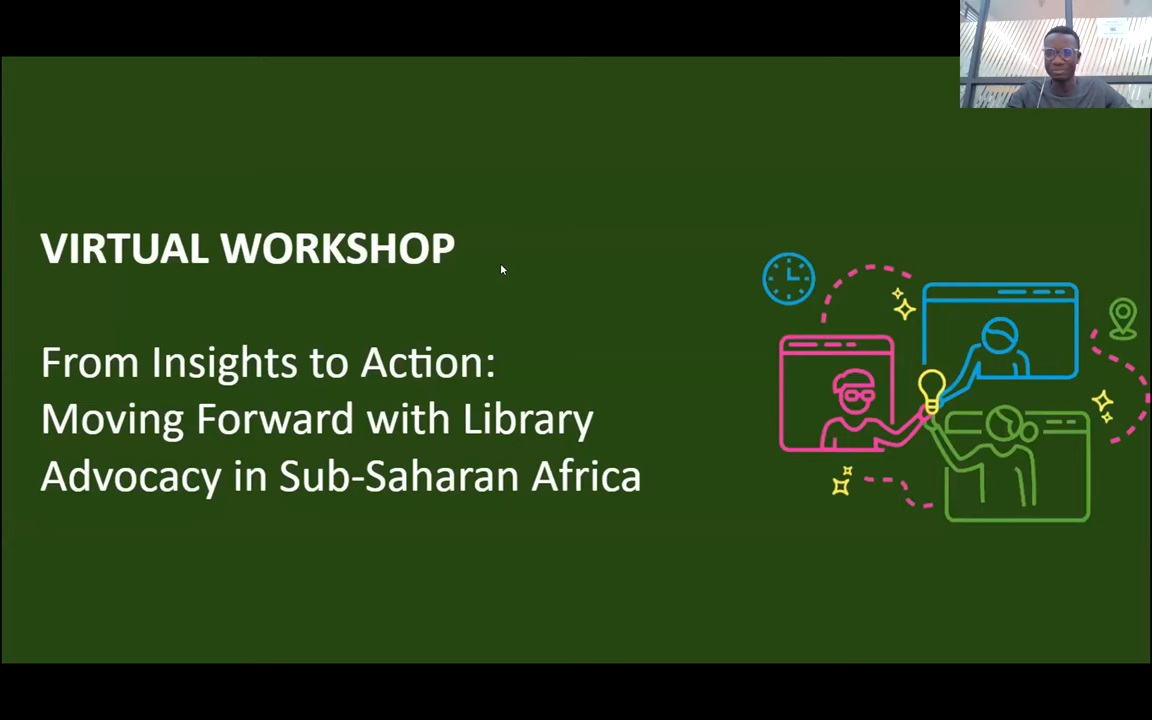 VIRTUAL WORKSHOP
From Insights to Action:
Moving Forward with Library
Advocacy in Sub-Saharan Africa